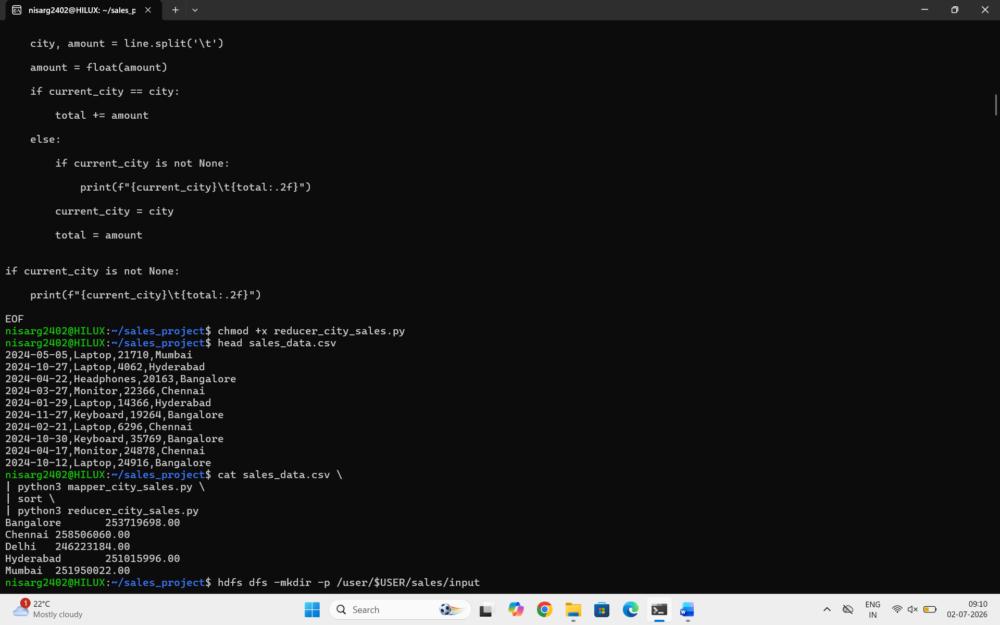 nisarg2402@HILUX: ~/sales_p
    city, amount = line.split('\t')
    amount = float(amount)
    if current_city == city:
        total += amount
    else:
        if current_city is not None:
            print(f"{current_city}\t{total:.2f}")
        current_city = city
        total = amount
if current_city is not None:
    print(f"{current_city}\t{total:.2f}")
EOF
nisarg2402@HILUX:~/sales_project$ chmod +x reducer_city_sales.py
nisarg2402@HILUX:~/sales_project$ head sales_data.csv
2024-05-05,Laptop,21710,Mumbai
2024-10-27,Laptop,4062,Hyderabad
2024-04-22,Headphones,20163,Bangalore
2024-03-27,Monitor,22366,Chennai
2024-01-29,Laptop,14366,Hyderabad
2024-11-27,Keyboard,19264,Bangalore
2024-02-21,Laptop,6296,Chennai
2024-10-30,Keyboard,35769,Bangalore
2024-04-17,Monitor,24878,Chennai
2024-10-12,Laptop,24916,Bangalore
nisarg2402@HILUX:~/sales_project$ cat sales_data.csv \
| python3 mapper_city_sales.py \
| sort \
| python3 reducer_city_sales.py
Bangalore       253719698.00
Chennai 258506060.00
Delhi   246223184.00
Hyderabad       251015996.00
Mumbai  251950022.00
nisarg2402@HILUX:~/sales_project$ hdfs dfs -mkdir -p /user/$USER/sales/input
1
22°C
Mostly cloudy
Search
ENG
IN
09:10
02-07-2026